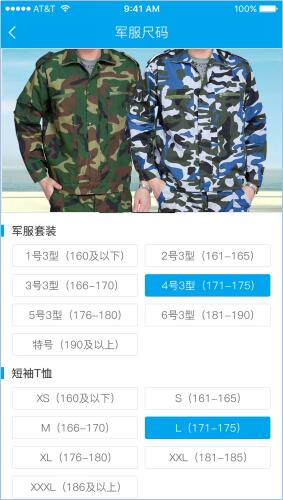 AT&T 9:41 AM 100%
军服尺码
军服套装
1号3型（160及以下） 2号3型（161-165）
3号3型（166-170） 4号3型（171-175）
5号3型（176-180） 6号3型（181-190）
特号（190及以上）
短袖T恤
XS（160及以下） S（161-165）
M（166-170） L（171-175）
XL（176-180） XXL（181-185）
XXXL（186及以上）